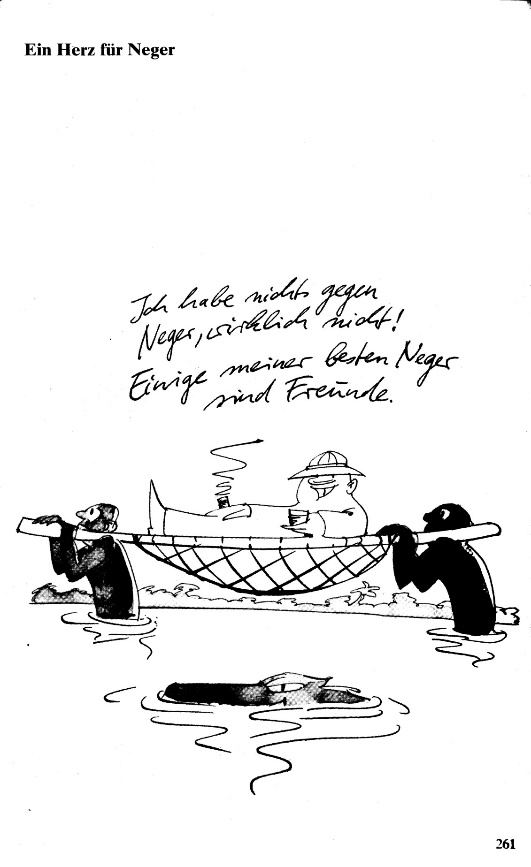 Ein Herz für Neger
Ich habe nichts gegen
Neger, wirklich nicht!
Einige meiner besten Neger
sind Freunde.
261